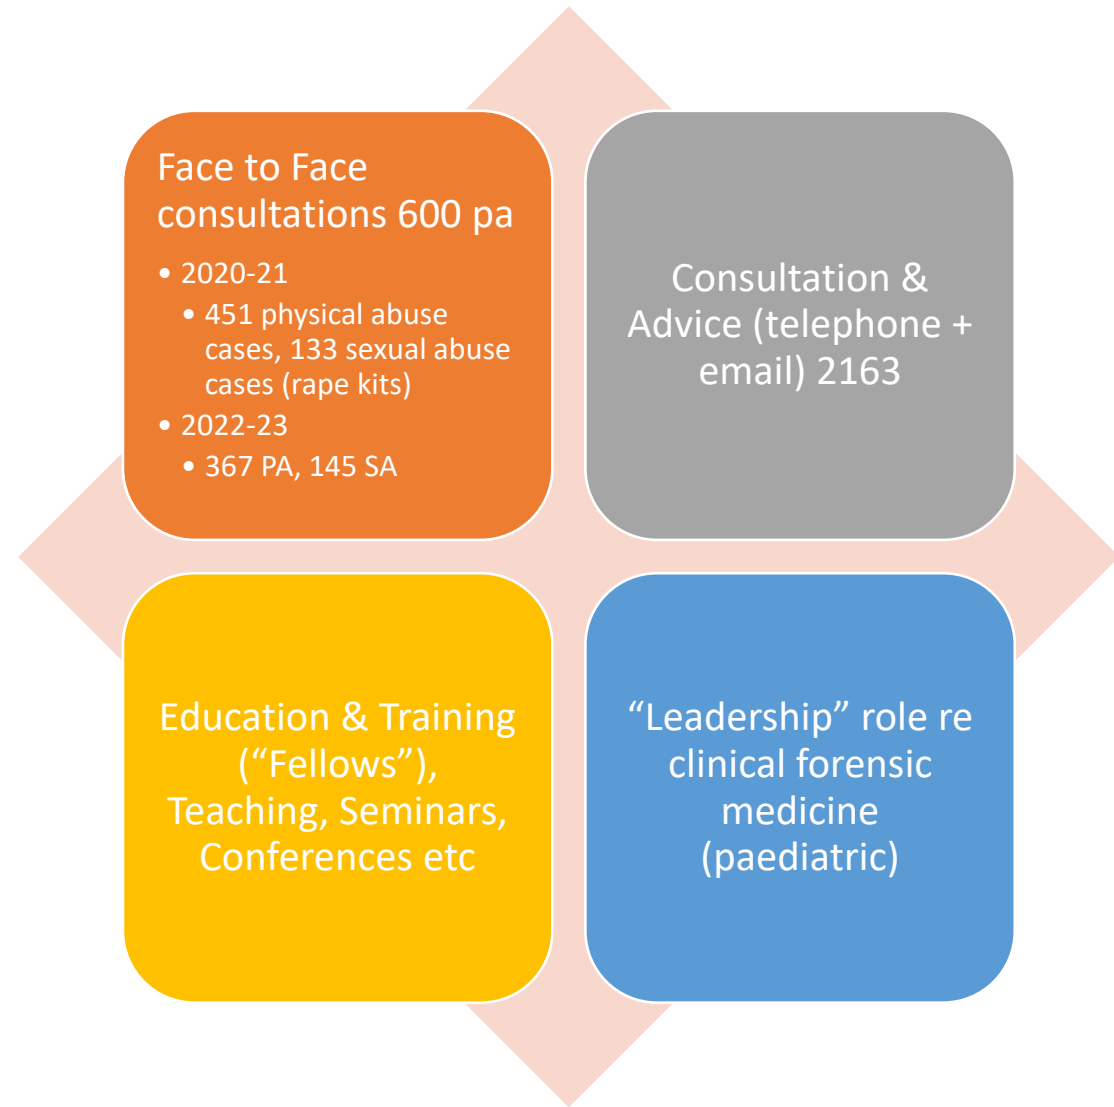 Face to Face
consultations 600 pa
• 2020-21
• 451 physical abuse
cases, 133 sexual abuse
cases (rape kits)
• 2022-23
• 367 PA, 145 SA
Consultation &
Advice (telephone +
email) 2163
Education & Training
(“Fellows”),
Teaching, Seminars,
Conferences etc
“Leadership” role re
clinical forensic
medicine
(paediatric)